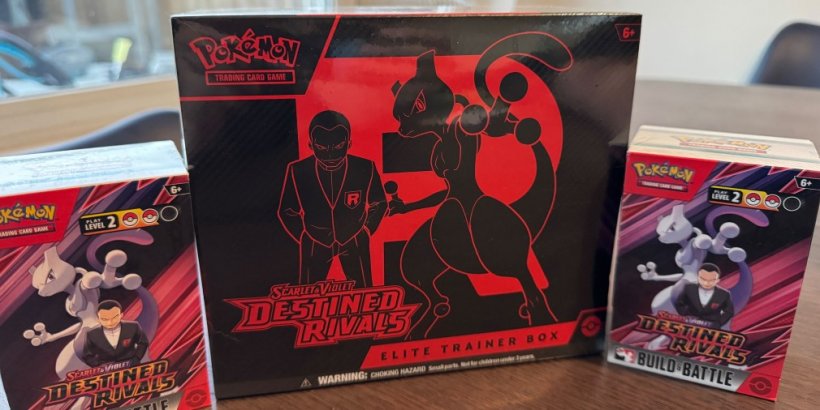 POKéMON
TRADING CARD GAME
6+
R
SCARLET & VIOLET
DESTINED
RIVALS
ELITE TRAINER BOX
WARNING: CHOKING HAZARD Small parts. Not for children under 3 years.
POKéMON
TRADING CARD GAME
6+
PLAY
LEVEL 2
SCARLET & VIOLET
DESTINED
RIVALS
POKéMON
TRADING CARD GAME
6+
PLAY
LEVEL 2
SCARLET & VIOLET
DESTINED
RIVALS
BUILD & BATTLE